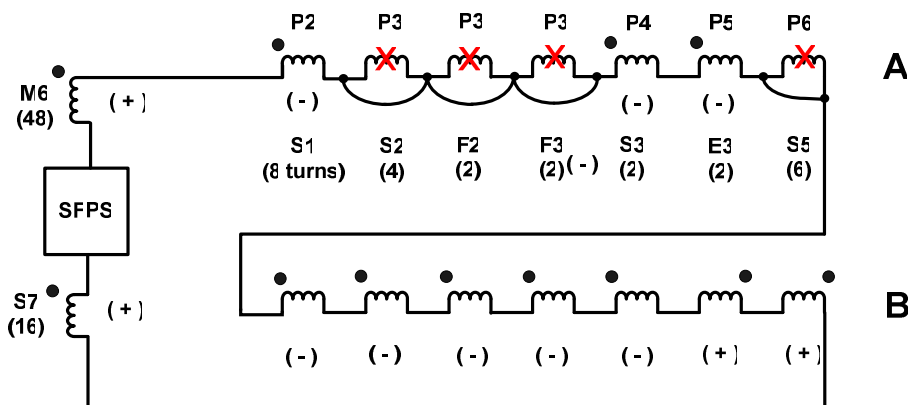 P2 P3 P3 P3 P4 P5 P6
A
M6
(48)
(+)
(-) (-) (-)
S1 S2 F2 F3 S3 E3 S5
(8 turns) (4) (2) (2) (-) (2) (2) (6)
SFPS
S7
(16)
(+)
B
(-) (-) (-) (-) (-) (+) (+)